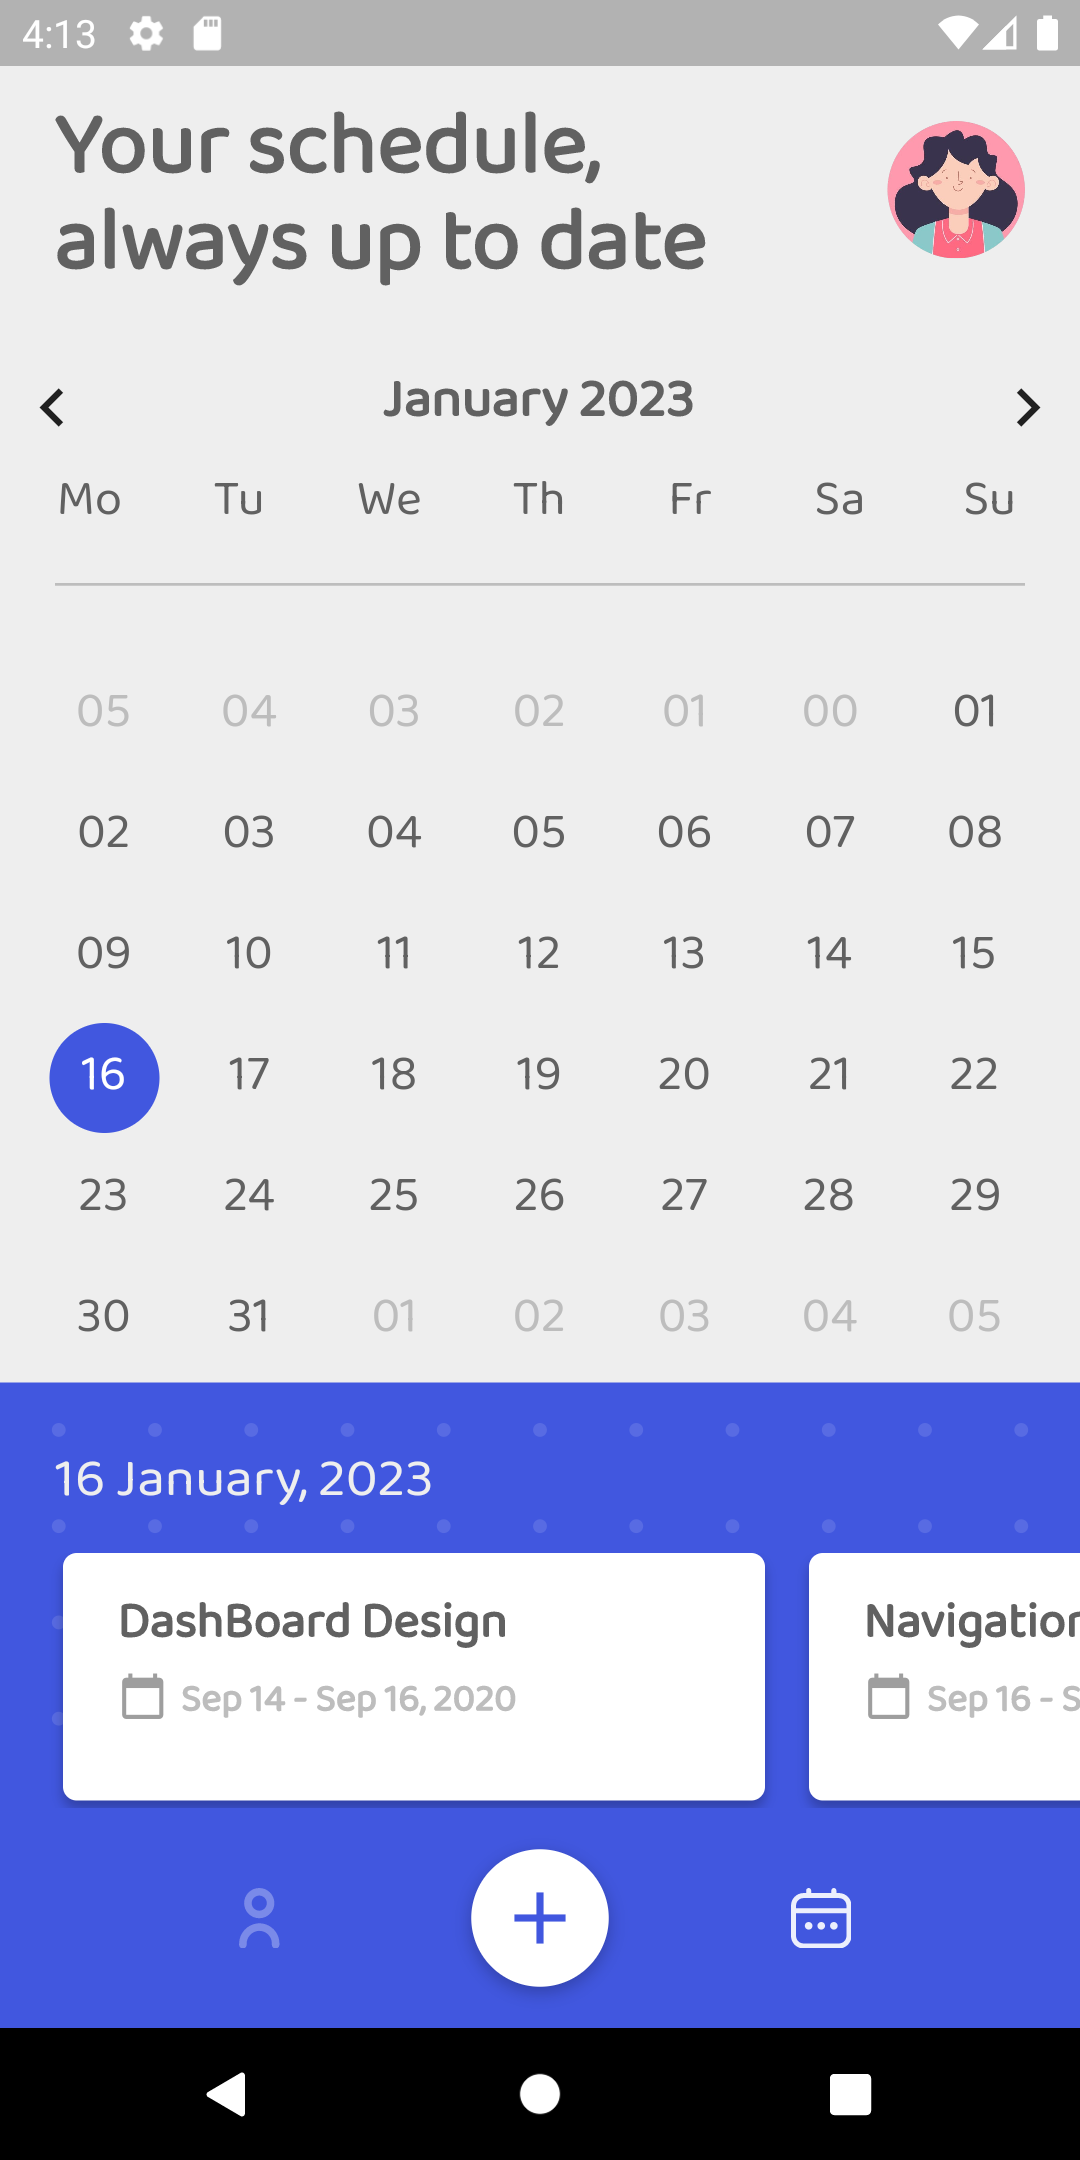 4:13
Your schedule,
always up to date
January 2023
Mo Tu We Th Fr Sa Su
05 04 03 02 01 00 01
02 03 04 05 06 07 08
09 10 11 12 13 14 15
16 17 18 19 20 21 22
23 24 25 26 27 28 29
30 31 01 02 03 04 05
16 January, 2023
DashBoard Design
Sep 14 - Sep 16, 2020
Navigation
Sep 16 - S